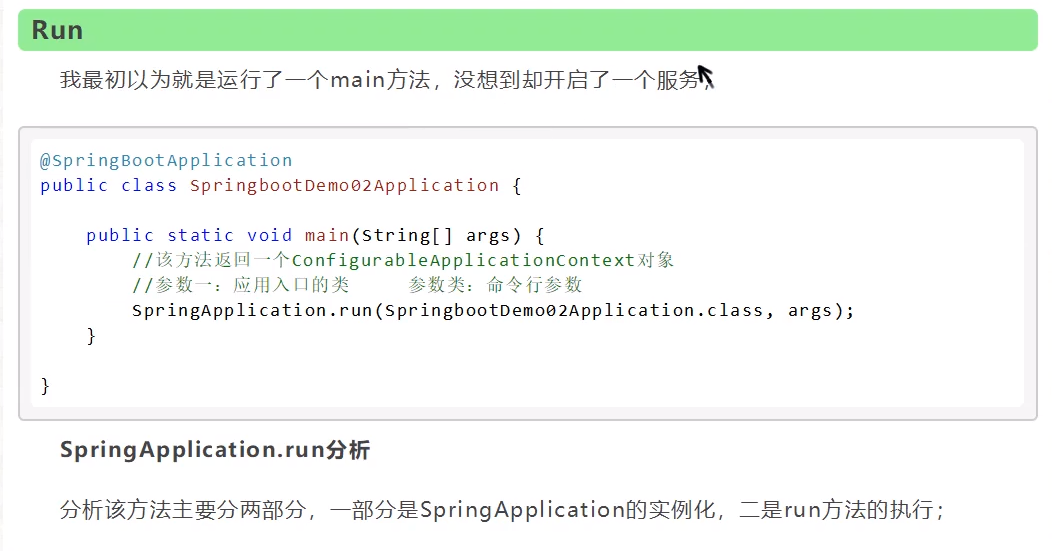 Run
我最初以为就是运行了一个main方法，没想到却开启了一个服务；
@SpringBootApplication
public class SpringbootDemo02Application {
public static void main(String[] args) {
//该方法返回一个ConfigurableApplicationContext对象
//参数一：应用入口的类     参数类：命令行参数
SpringApplication.run(SpringbootDemo02Application.class, args);
}
}
SpringApplication.run分析
分析该方法主要分两部分，一部分是SpringApplication的实例化，二是run方法的执行；